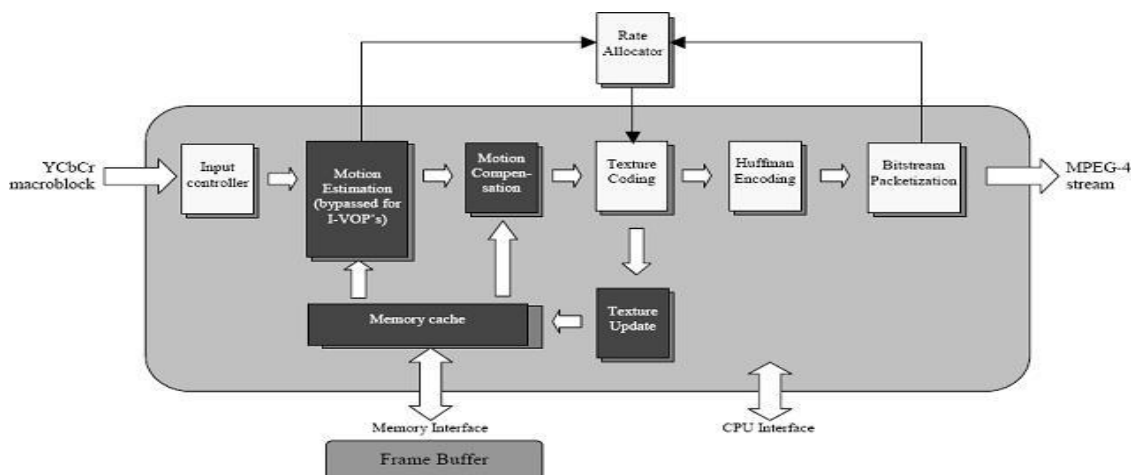 Rate
Allocator
YCbCr
macroblock
Input
controller
Motion
Estimation
(bypassed for
I-VOP's)
Motion
Compen-
sation
Texture
Coding
Huffman
Encoding
Bitstream
Packetization
MPEG-4
stream
Memory cache
Texture
Update
Memory Interface
CPU Interface
Frame Buffer